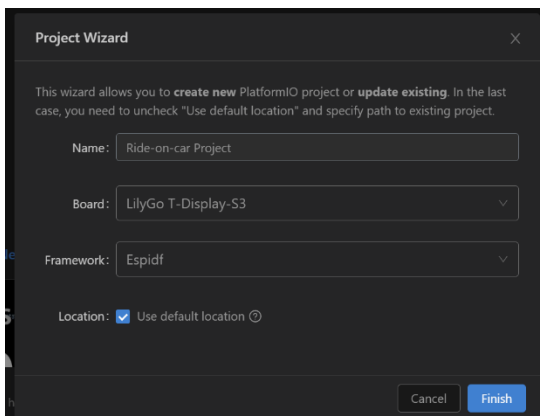 Project Wizard
This wizard allows you to create new PlatformIO project or update existing. In the last
case, you need to uncheck "Use default location" and specify path to existing project.
Name: Ride-on-car Project
Board: LilyGo T-Display-S3
Framework: Espidf
Location: Use default location
Cancel Finish